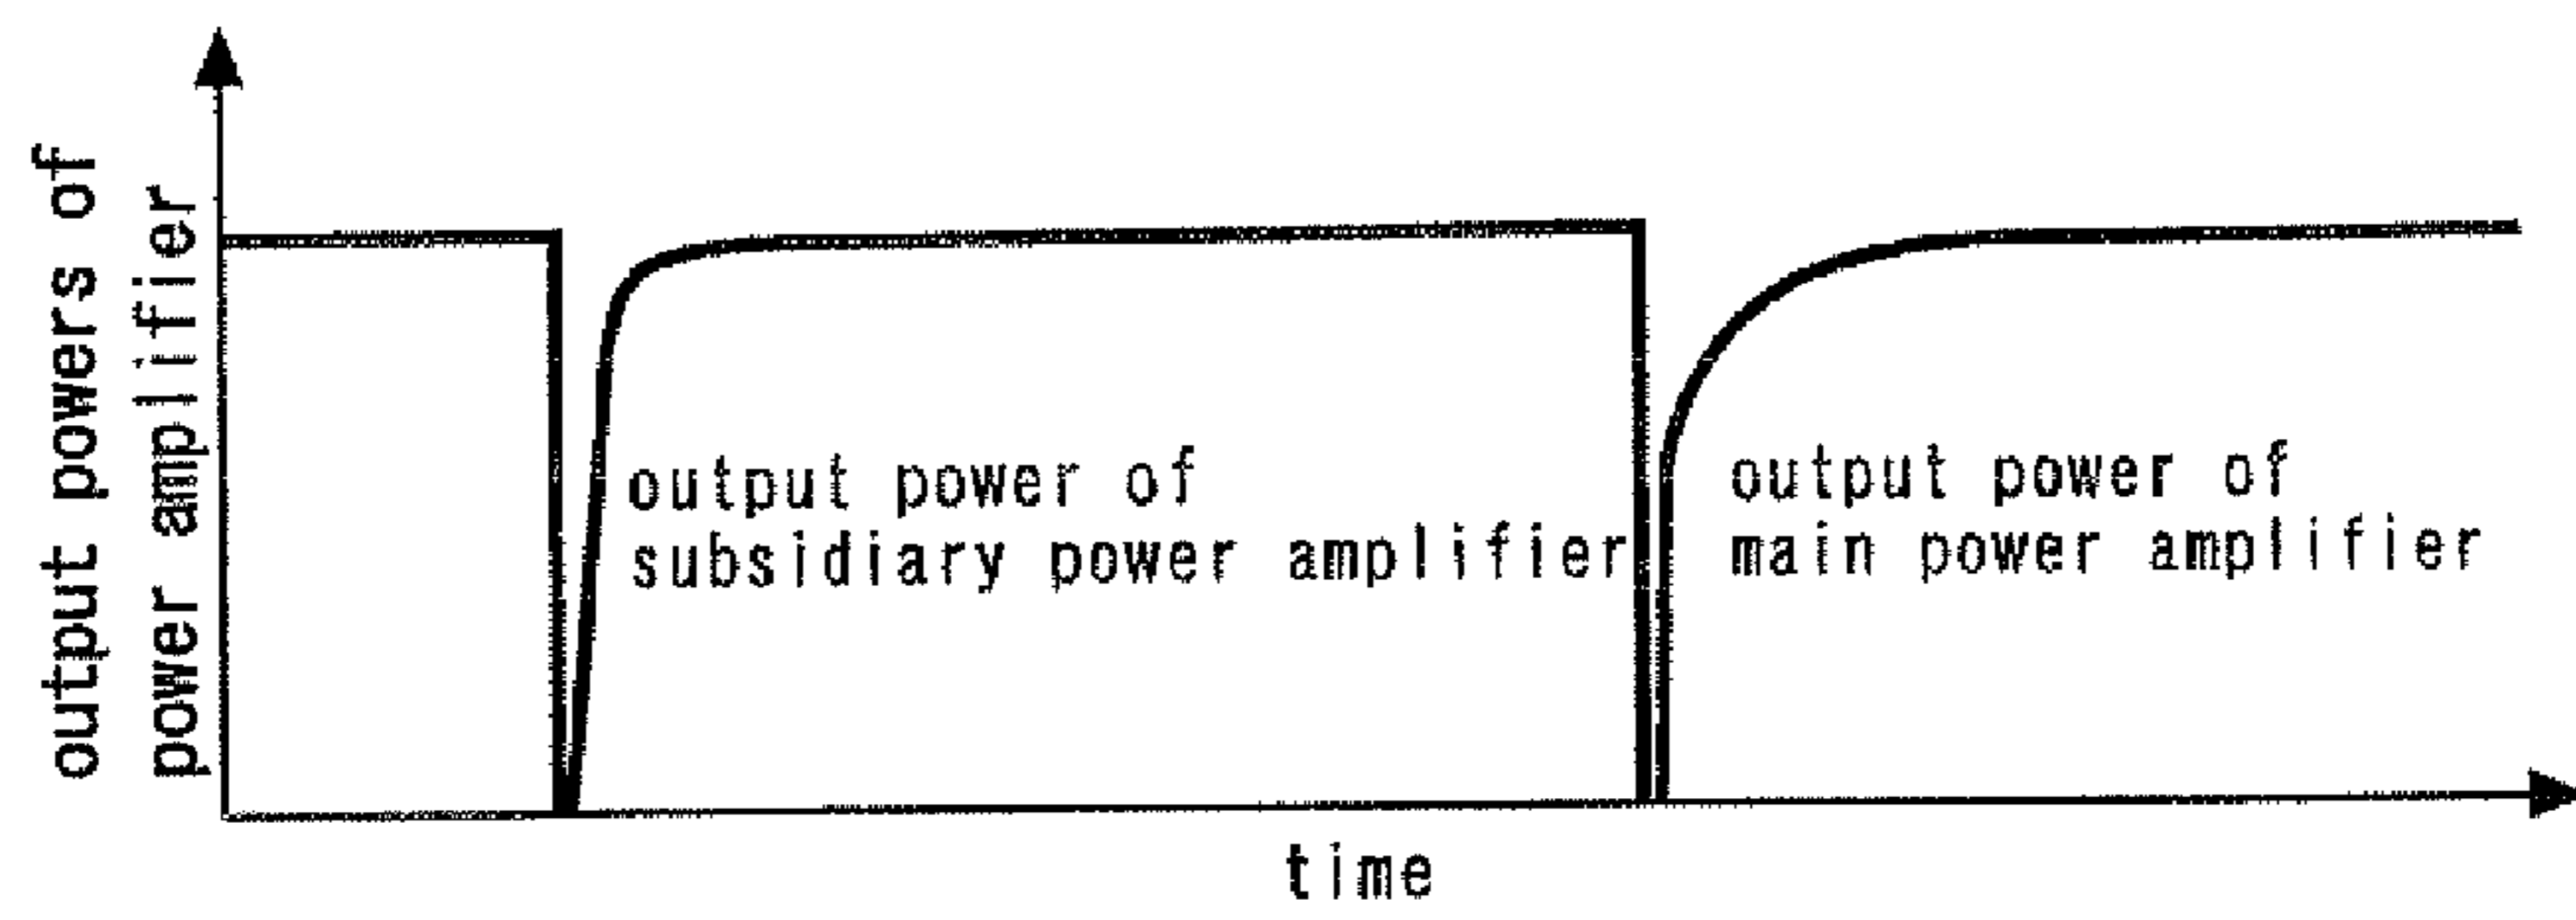 output powers of
power amplifier
output power of
subsidiary power amplifier
output power of
main power amplifier
time